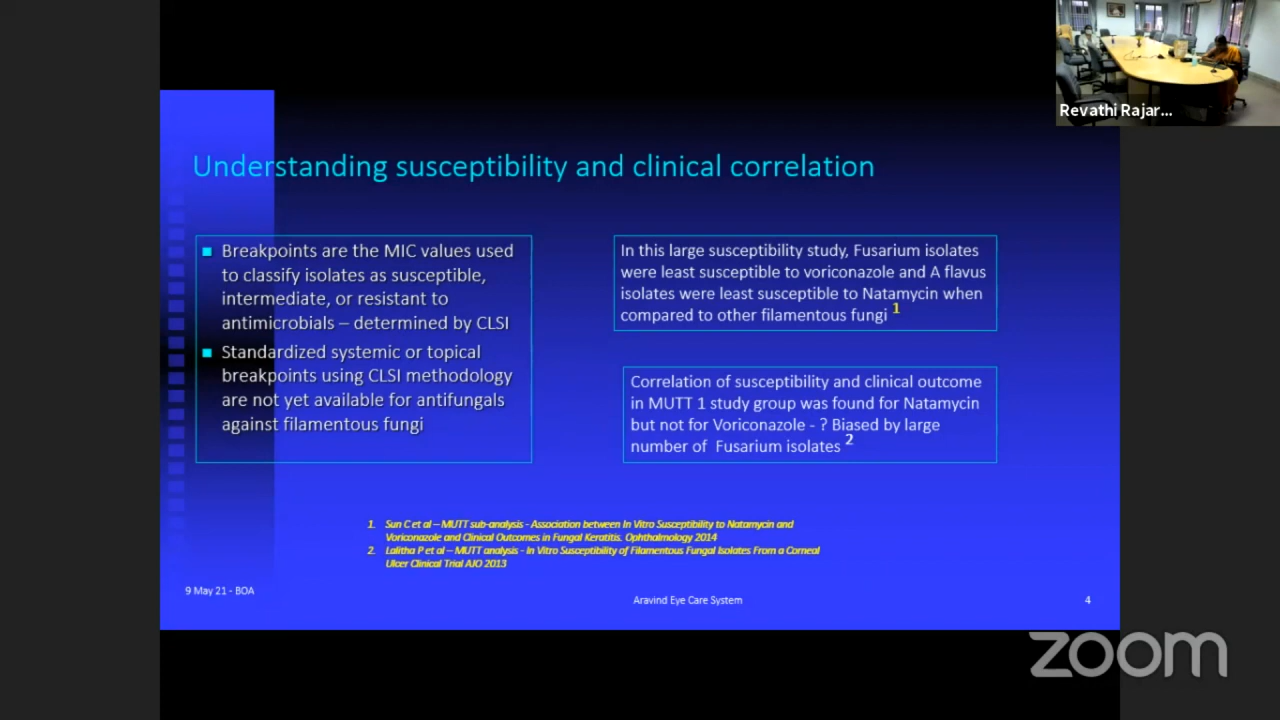 Revathi Rajar...
Understanding susceptibility and clinical correlation
Breakpoints are the MIC values used
to classify isolates as susceptible,
intermediate, or resistant to
antimicrobials – determined by CLSI
Standardized systemic or topical
breakpoints using CLSI methodology
are not yet available for antifungals
against filamentous fungi
In this large susceptibility study, Fusarium isolates
were least susceptible to voriconazole and A flavus
isolates were least susceptible to Natamycin when
compared to other filamentous fungi 1
Correlation of susceptibility and clinical outcome
in MUTT 1 study group was found for Natamycin
but not for Voriconazole - ? Biased by large
number of Fusarium isolates 2
1. Sun C et al – MUTT sub-analysis - Association between In Vitro Susceptibility to Natamycin and
Voriconazole and Clinical Outcomes in Fungal Keratitis. Ophthalmology 2014
2. Lalitha P et al – MUTT analysis - In Vitro Susceptibility of Filamentous Fungal Isolates From a Corneal
Ulcer Clinical Trial AJO 2013
9 May 21 - BOA
Aravind Eye Care System
4
zoom